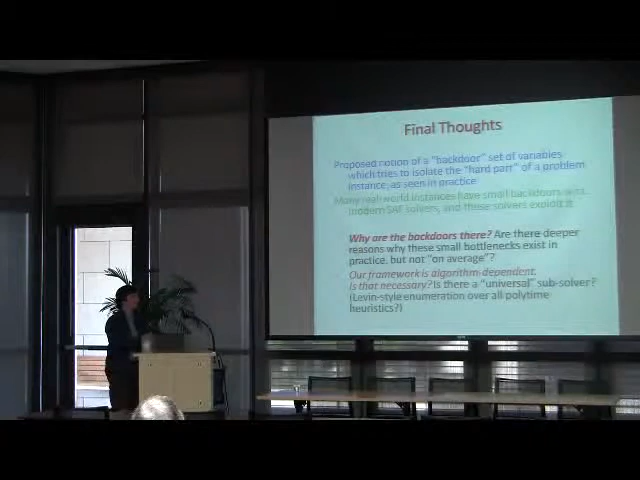 Final Thoughts
Proposed notion of a "backdoor" set of variables
which tries to isolate the "hard part" of a problem
instance, as seen in practice
Many real-world instances have small backdoors w.r.t.
modern SAT solvers, and these solvers exploit it
Why are the backdoors there? Are there deeper
reasons why these small bottlenecks exist in
practice, but not "on average"?
Our framework is algorithm-dependent.
Is that necessary? Is there a "universal" sub-solver?
(Levin-style enumeration over all polytime
heuristics?)